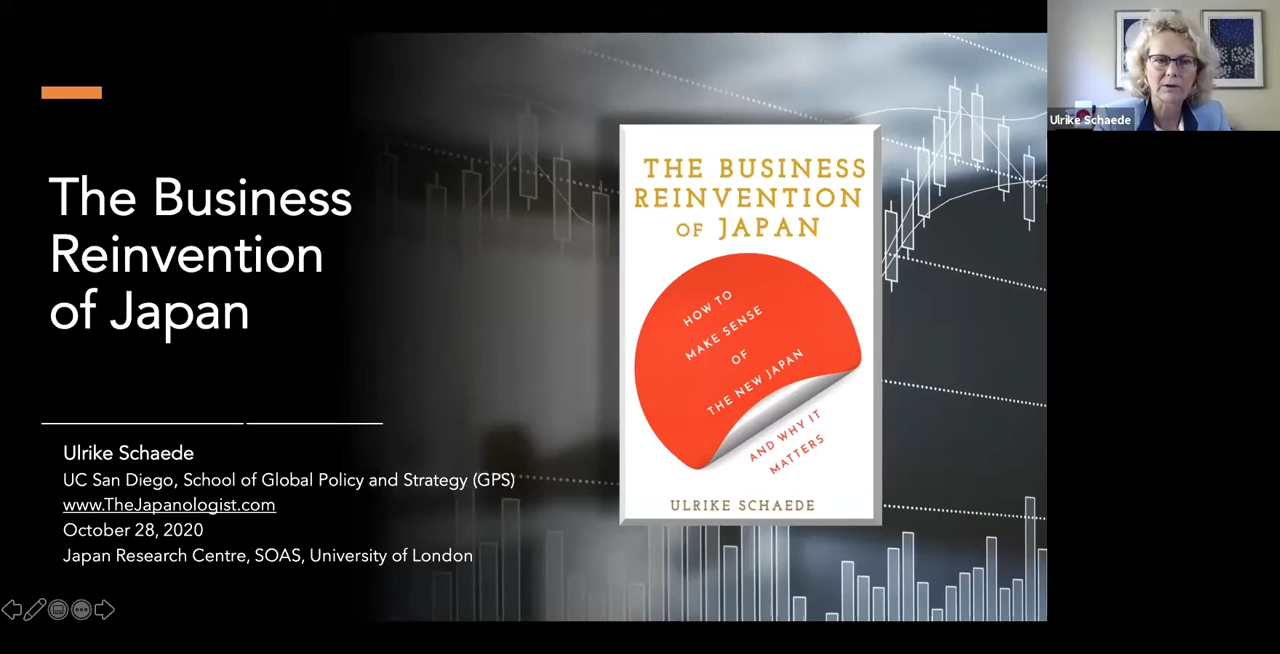 The Business
Reinvention
of Japan
Ulrike Schaede
UC San Diego, School of Global Policy and Strategy (GPS)
www.TheJapanologist.com
October 28, 2020
Japan Research Centre, SOAS, University of London
THE BUSINESS
REINVENTION
OF JAPAN
HOW TO
MAKE SENSE
OF
THE NEW JAPAN
AND WHY IT
MATTERS
ULRIKE SCHAEDE
Ulrike Schaede